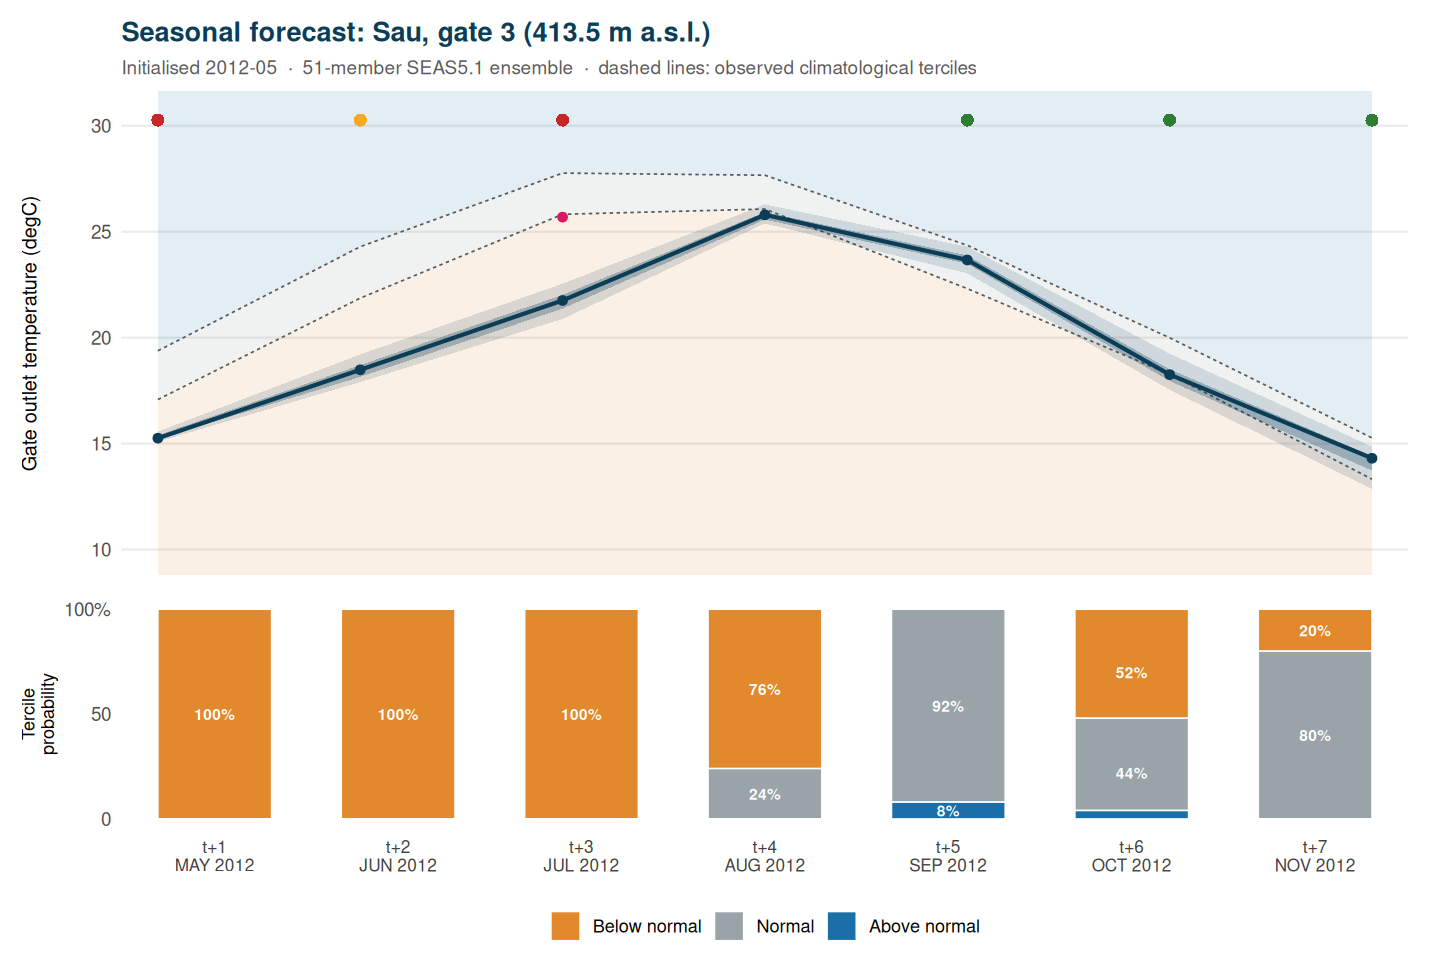 Seasonal forecast: Sau, gate 3 (413.5 m a.s.l.)
Initialised 2012-05 · 51-member SEAS5.1 ensemble · dashed lines: observed climatological terciles
Gate outlet temperature (degC)
30
25
20
15
10
Tercile
probability
100%
50
0
100%
100%
100%
76%
24%
92%
8%
52%
44%
20%
80%
t+1
MAY 2012
t+2
JUN 2012
t+3
JUL 2012
t+4
AUG 2012
t+5
SEP 2012
t+6
OCT 2012
t+7
NOV 2012
Below normal
Normal
Above normal